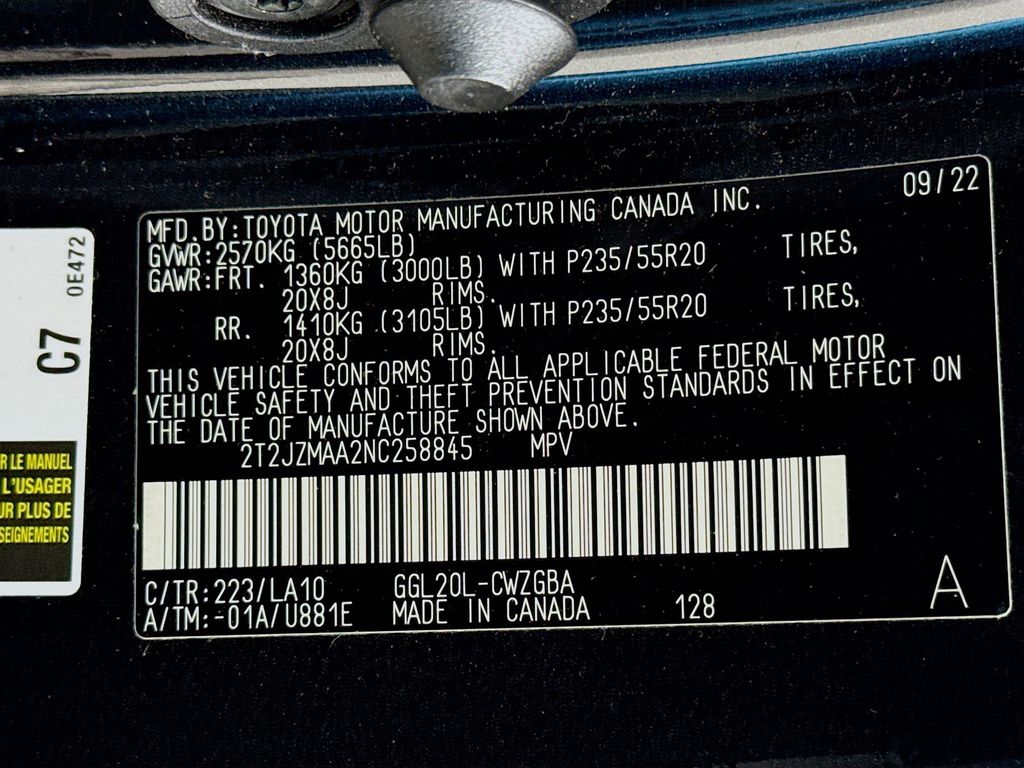 09/22
MFD. BY: TOYOTA MOTOR MANUFACTURING CANADA INC.
GVWR: 2570KG (5665LB)
GAWR: FRT. 1360KG (3000LB) WITH P235/55R20 TIRES,
20X8J RIMS.
RR. 1410KG (3105LB) WITH P235/55R20 TIRES,
20X8J RIMS.
THIS VEHICLE CONFORMS TO ALL APPLICABLE FEDERAL MOTOR
VEHICLE SAFETY AND THEFT PREVENTION STANDARDS IN EFFECT ON
THE DATE OF MANUFACTURE SHOWN ABOVE.
2T2JZMAA2NC258845 MPV
C/TR: 223/LA10 GGL20L-CWZGBA
A/TM: -01A/U881E MADE IN CANADA 128
A
0E472
C7
R LE MANUEL
L'USAGER
UR PLUS DE
SEIGNEMENTS